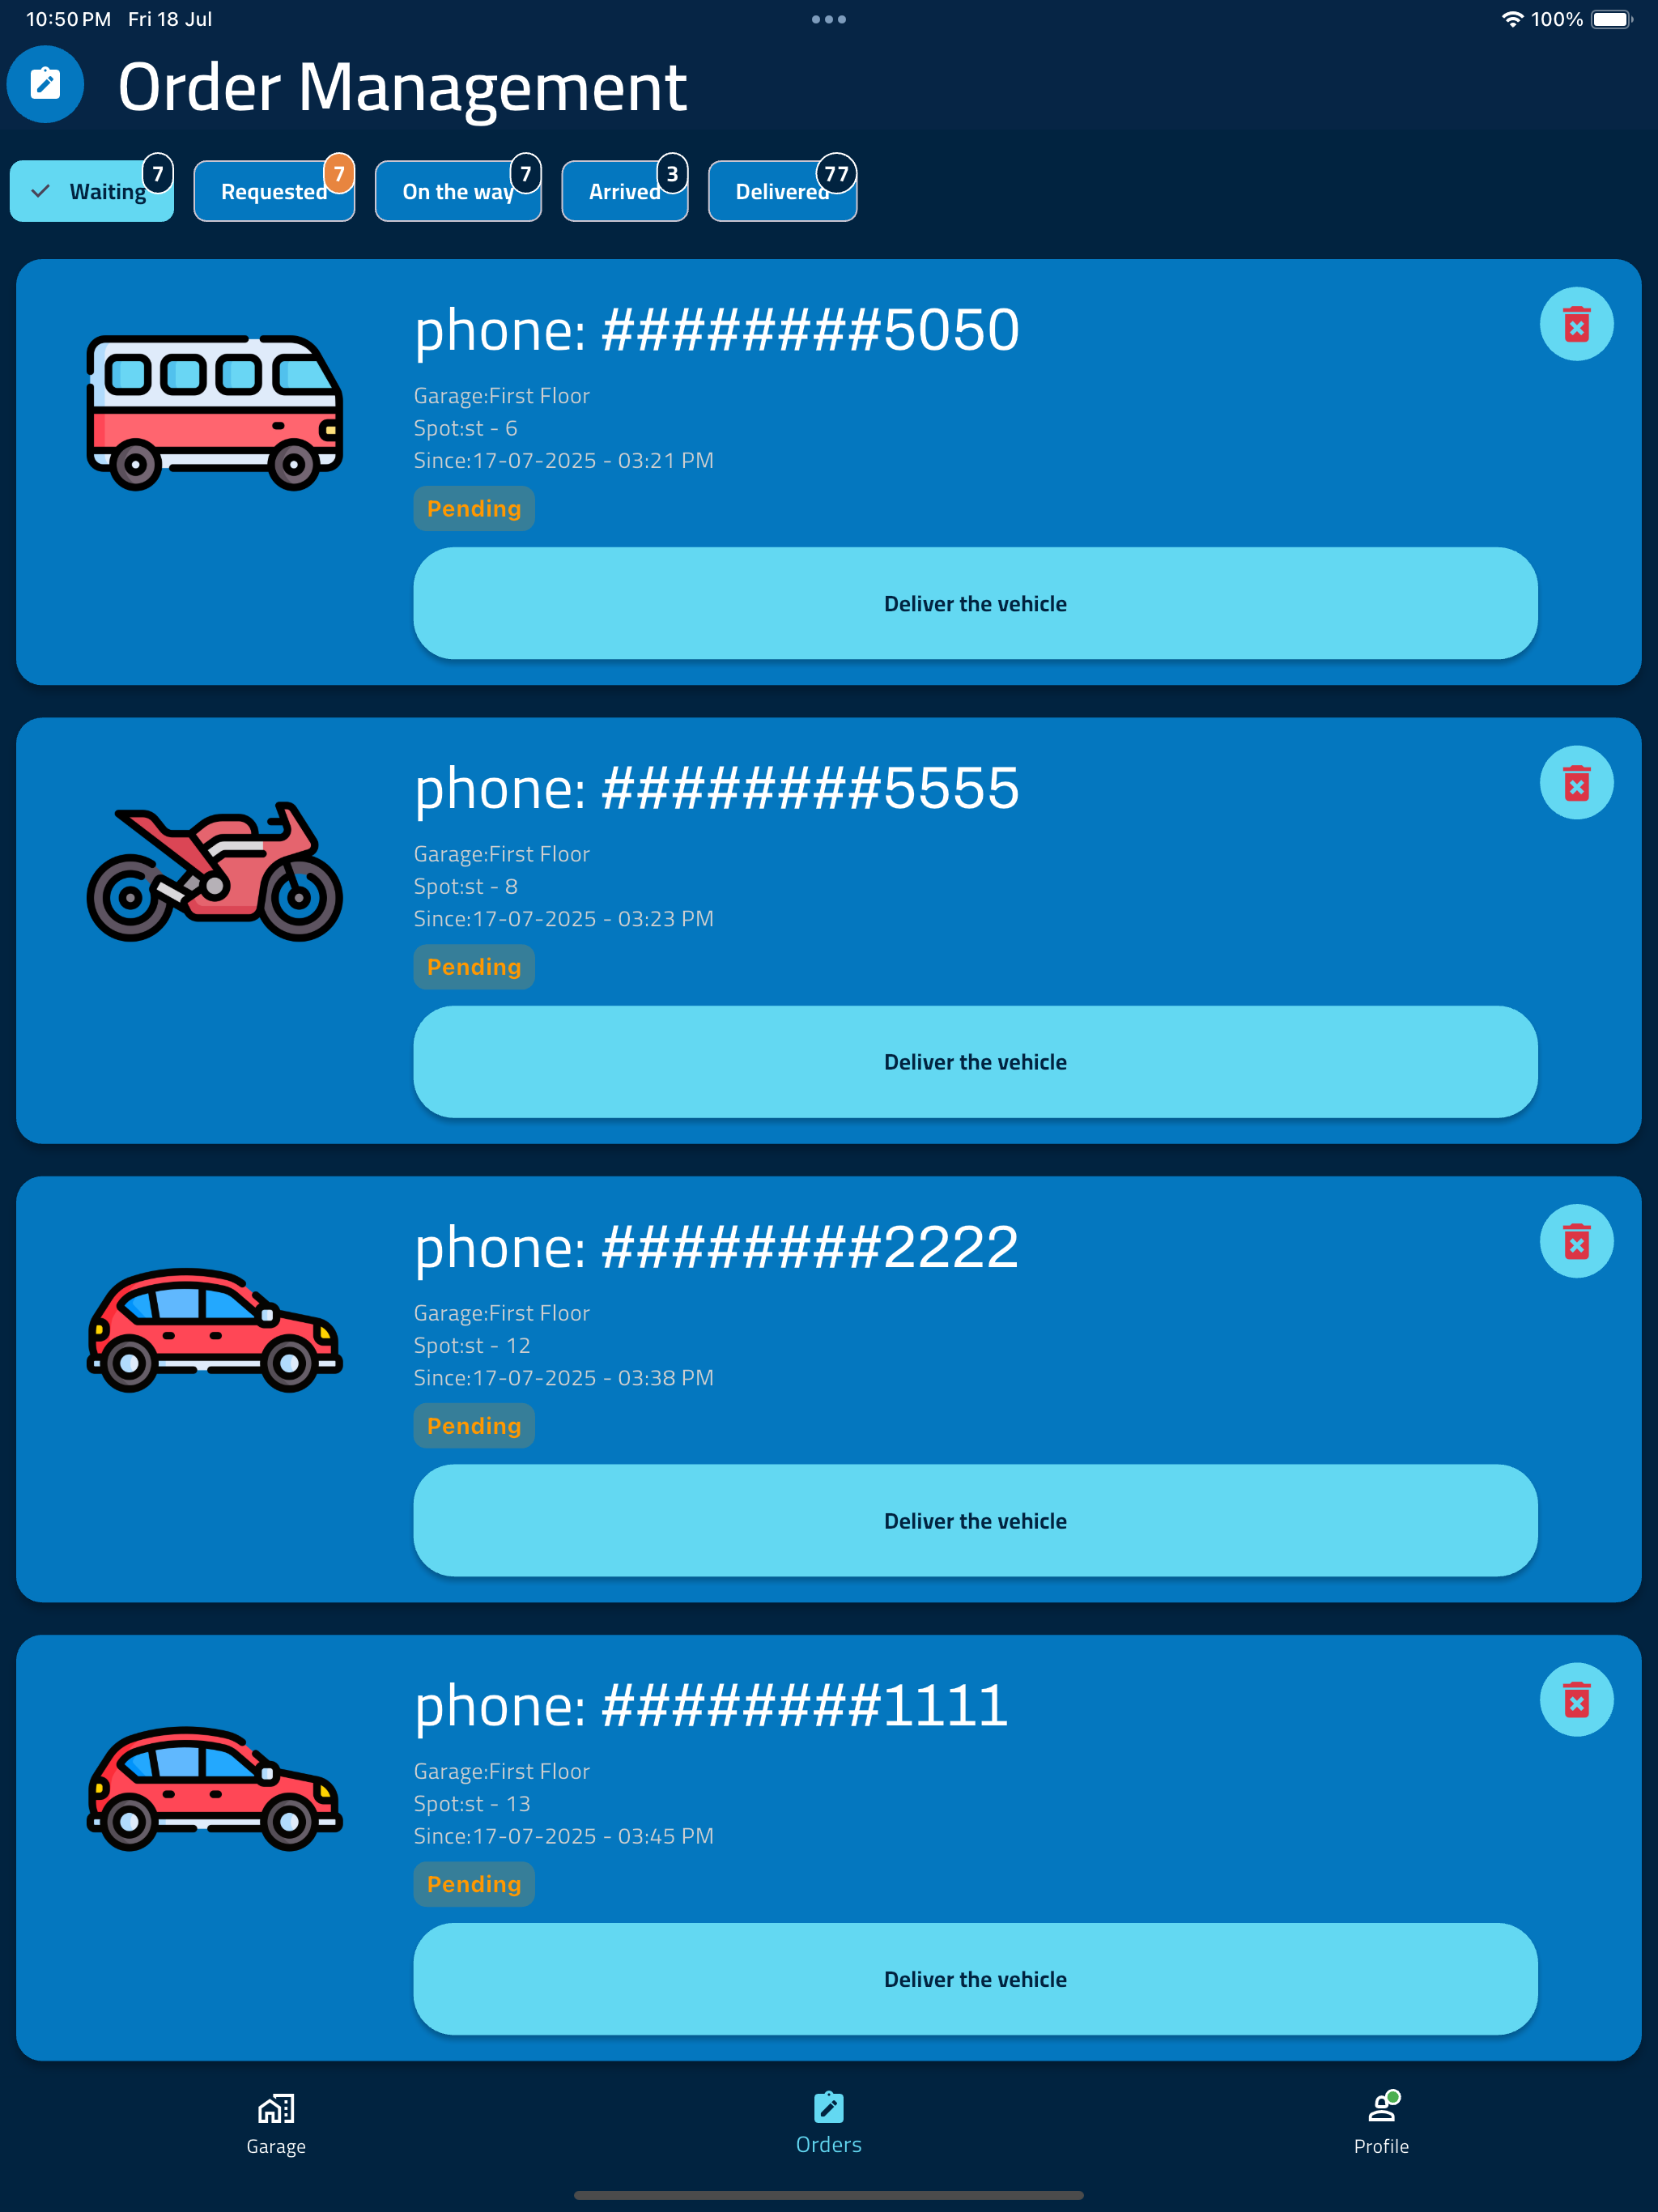 10:50 PM Fri 18 Jul
100%
Order Management
Waiting 7
Requested 7
On the way 7
Arrived 3
Delivered 77
phone: ########5050
Garage:First Floor
Spot:st - 6
Since:17-07-2025 - 03:21 PM
Pending
Deliver the vehicle
phone: ########5555
Garage:First Floor
Spot:st - 8
Since:17-07-2025 - 03:23 PM
Pending
Deliver the vehicle
phone: ########2222
Garage:First Floor
Spot:st - 12
Since:17-07-2025 - 03:38 PM
Pending
Deliver the vehicle
phone: ########1111
Garage:First Floor
Spot:st - 13
Since:17-07-2025 - 03:45 PM
Pending
Deliver the vehicle
Garage
Orders
Profile